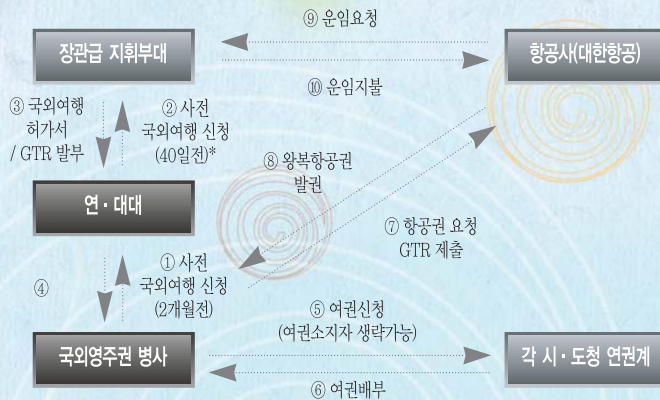 ⑨ 운임요청
장관급 지휘부대
항공사(대한항공)
⑩ 운임지불
③ 국외여행
허가서
/ GTR 발부
② 사전
국외여행 신청
(40일전)*
⑧ 왕복항공권
발권
연·대대
⑦ 항공권 요청
GTR 제출
① 사전
국외여행 신청
(2개월전)
④
⑤ 여권신청
(여권소지자 생략가능)
국외영주권 병사
각 시·도청 연권계
⑥ 여권배부